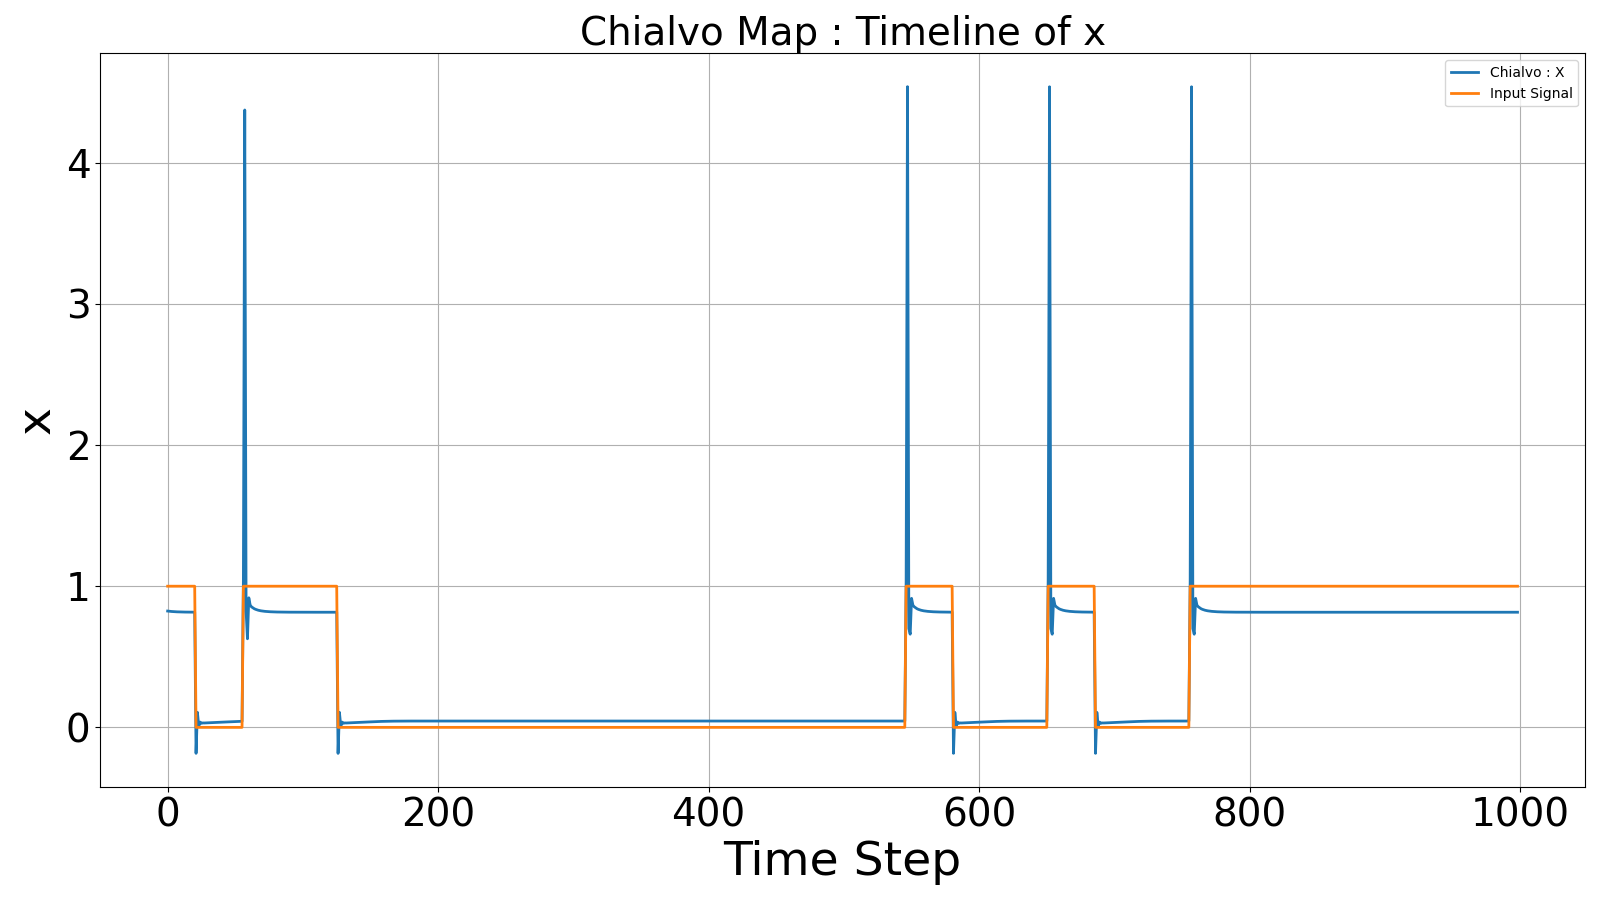 Chialvo Map : Timeline of x
Chialvo : X
Input Signal
4
3
2
1
0
x
0 200 400 600 800 1000
Time Step